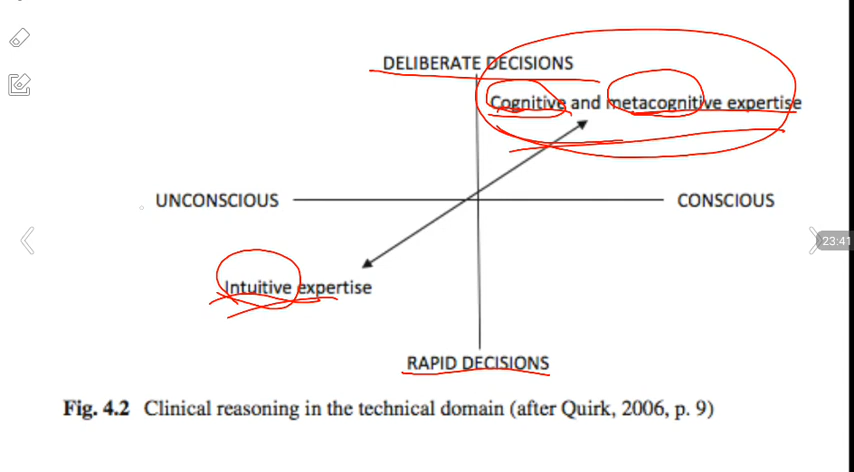 DELIBERATE DECISIONS
Cognitive and metacognitive expertise
UNCONSCIOUS
CONSCIOUS
23:41
Intuitive expertise
RAPID DECISIONS
Fig. 4.2 Clinical reasoning in the technical domain (after Quirk, 2006, p. 9)